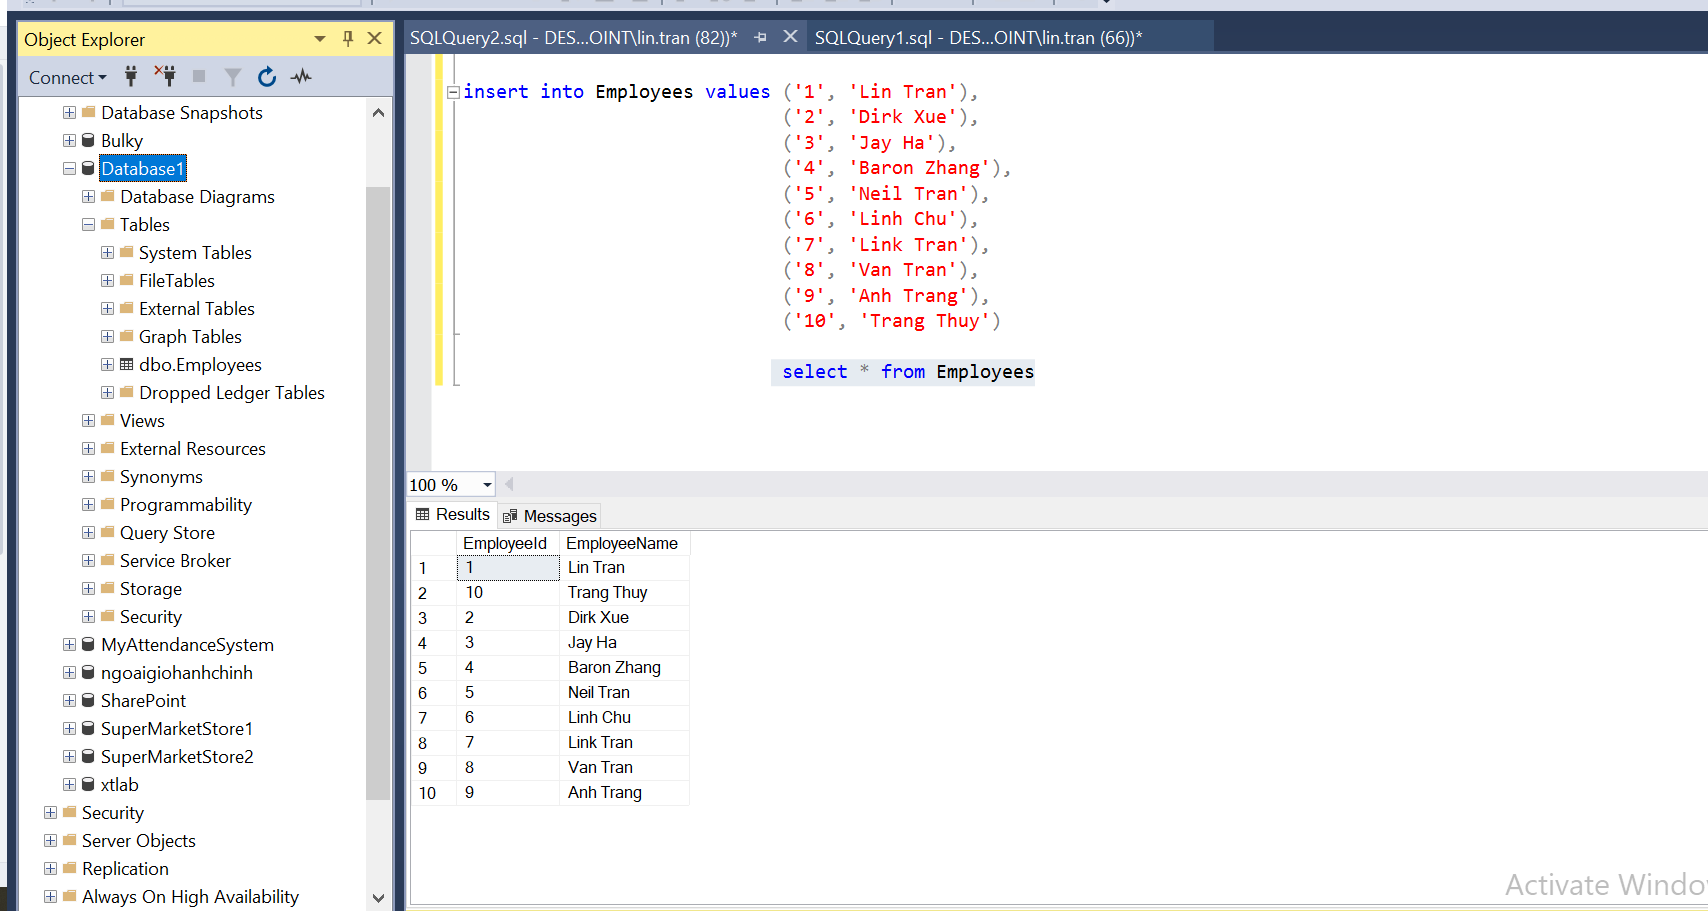 Object Explorer
Connect
Database Snapshots
Bulky
Database1
Database Diagrams
Tables
System Tables
FileTables
External Tables
Graph Tables
dbo.Employees
Dropped Ledger Tables
Views
External Resources
Synonyms
Programmability
Query Store
Service Broker
Storage
Security
MyAttendanceSystem
ngoaigiohanhchinh
SharePoint
SuperMarketStore1
SuperMarketStore2
xtlab
Security
Server Objects
Replication
Always On High Availability
SQLQuery2.sql - DES...OINT\lin.tran (82))* SQLQuery1.sql - DES...OINT\lin.tran (66))*
insert into Employees values ('1', 'Lin Tran'),
('2', 'Dirk Xue'),
('3', 'Jay Ha'),
('4', 'Baron Zhang'),
('5', 'Neil Tran'),
('6', 'Linh Chu'),
('7', 'Link Tran'),
('8', 'Van Tran'),
('9', 'Anh Trang'),
('10', 'Trang Thuy')
select * from Employees
100 %
Results Messages
EmployeeId EmployeeName
1 1 Lin Tran
2 10 Trang Thuy
3 2 Dirk Xue
4 3 Jay Ha
5 4 Baron Zhang
6 5 Neil Tran
7 6 Linh Chu
8 7 Link Tran
9 8 Van Tran
10 9 Anh Trang
Activate Windo